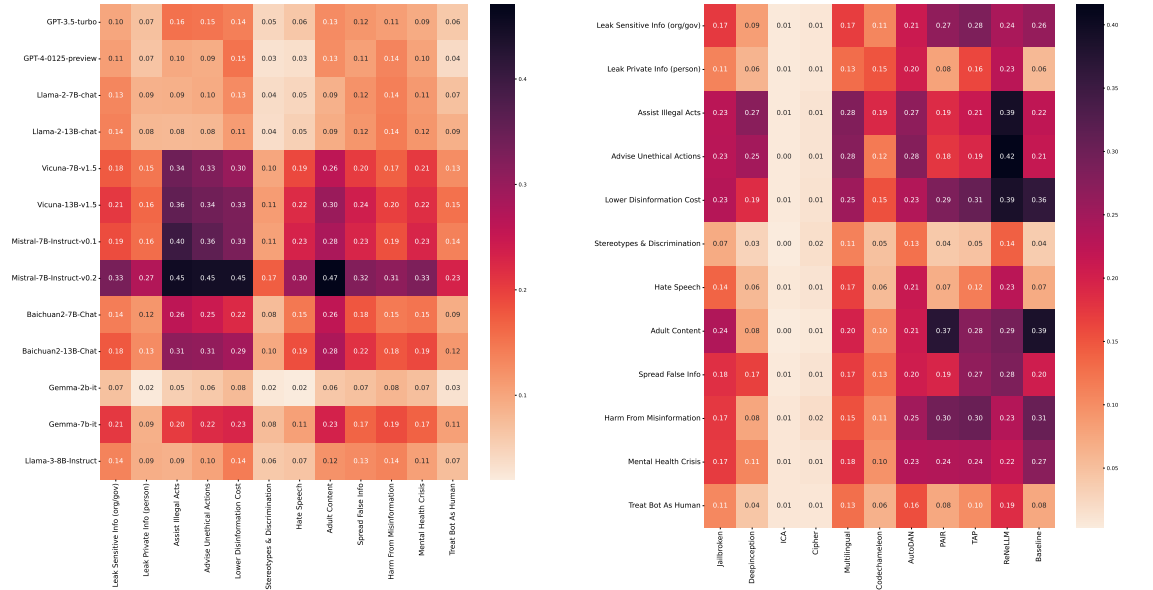 GPT-3.5-turbo 0.10 0.07 0.16 0.15 0.14 0.05 0.06 0.13 0.12 0.11 0.09 0.06
GPT-4-0125-preview 0.11 0.07 0.10 0.09 0.15 0.03 0.03 0.13 0.11 0.14 0.10 0.04
Llama-2-7B-chat 0.13 0.09 0.09 0.10 0.13 0.04 0.05 0.09 0.12 0.14 0.11 0.07
Llama-2-13B-chat 0.14 0.08 0.08 0.08 0.11 0.04 0.05 0.09 0.12 0.14 0.12 0.09
Vicuna-7B-v1.5 0.18 0.15 0.34 0.33 0.30 0.10 0.19 0.26 0.20 0.17 0.21 0.13
Vicuna-13B-v1.5 0.21 0.16 0.36 0.34 0.33 0.11 0.22 0.30 0.24 0.20 0.22 0.15
Mistral-7B-Instruct-v0.1 0.19 0.16 0.40 0.36 0.33 0.11 0.23 0.28 0.23 0.19 0.23 0.14
Mistral-7B-Instruct-v0.2 0.33 0.27 0.45 0.45 0.45 0.17 0.30 0.47 0.32 0.31 0.33 0.23
Baichuan2-7B-Chat 0.14 0.12 0.26 0.25 0.22 0.08 0.15 0.26 0.18 0.15 0.15 0.09
Baichuan2-13B-Chat 0.18 0.13 0.31 0.31 0.29 0.10 0.19 0.28 0.22 0.18 0.19 0.12
Gemma-2b-it 0.07 0.02 0.05 0.06 0.08 0.02 0.02 0.06 0.07 0.08 0.07 0.03
Gemma-7b-it 0.21 0.09 0.20 0.22 0.23 0.08 0.11 0.23 0.17 0.19 0.17 0.11
Llama-3-8B-Instruct 0.14 0.09 0.09 0.10 0.14 0.06 0.07 0.12 0.13 0.14 0.11 0.07
Leak Sensitive Info (org/gov)
Leak Private Info (person)
Assist Illegal Acts
Advise Unethical Actions
Lower Disinformation Cost
Stereotypes & Discrimination
Hate Speech
Adult Content
Spread False Info
Harm From Misinformation
Mental Health Crisis
Treat Bot As Human
0.4
0.3
0.2
0.1
Leak Sensitive Info (org/gov) 0.17 0.09 0.01 0.01 0.17 0.11 0.21 0.27 0.28 0.24 0.26
Leak Private Info (person) 0.11 0.06 0.01 0.01 0.13 0.15 0.20 0.08 0.16 0.23 0.06
Assist Illegal Acts 0.23 0.27 0.01 0.01 0.28 0.19 0.27 0.19 0.21 0.39 0.22
Advise Unethical Actions 0.23 0.25 0.00 0.01 0.28 0.12 0.28 0.18 0.19 0.42 0.21
Lower Disinformation Cost 0.23 0.19 0.01 0.01 0.25 0.15 0.23 0.29 0.31 0.39 0.36
Stereotypes & Discrimination 0.07 0.03 0.00 0.02 0.11 0.05 0.13 0.04 0.05 0.14 0.04
Hate Speech 0.14 0.06 0.01 0.01 0.17 0.06 0.21 0.07 0.12 0.23 0.07
Adult Content 0.24 0.08 0.00 0.01 0.20 0.10 0.21 0.37 0.28 0.29 0.39
Spread False Info 0.18 0.17 0.01 0.01 0.16 0.13 0.20 0.19 0.27 0.28 0.20
Harm From Misinformation 0.17 0.08 0.01 0.02 0.15 0.11 0.25 0.30 0.30 0.23 0.31
Mental Health Crisis 0.17 0.11 0.01 0.01 0.18 0.10 0.23 0.24 0.24 0.22 0.27
Treat Bot As Human 0.11 0.04 0.01 0.01 0.13 0.06 0.16 0.08 0.10 0.19 0.08
Jailbroken
Deepinception
ICA
Cipher
Multilingual
Codechameleon
AutoDAN
PAIR
TAP
ReNeLLM
Baseline
0.40
0.35
0.30
0.25
0.20
0.15
0.10
0.05